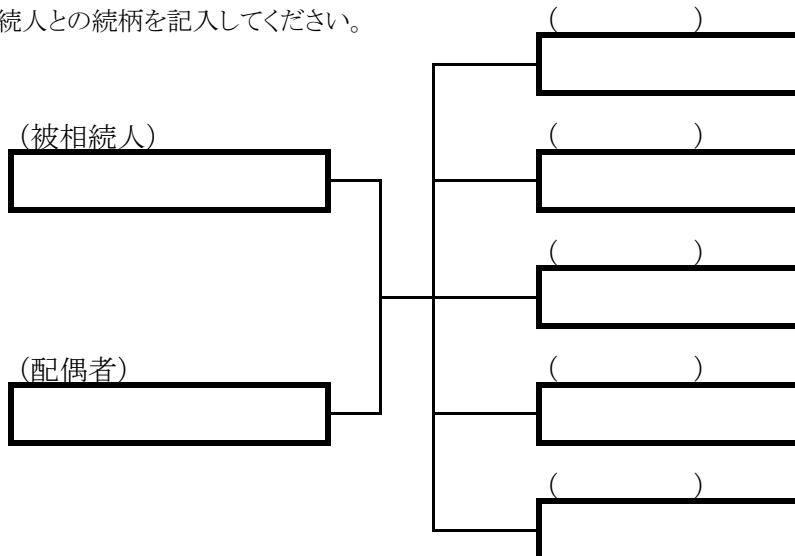 続人との続柄を記入してください。
(　　　　)
(被相続人)
(　　　　)
(　　　　)
(配偶者)
(　　　　)
(　　　　)